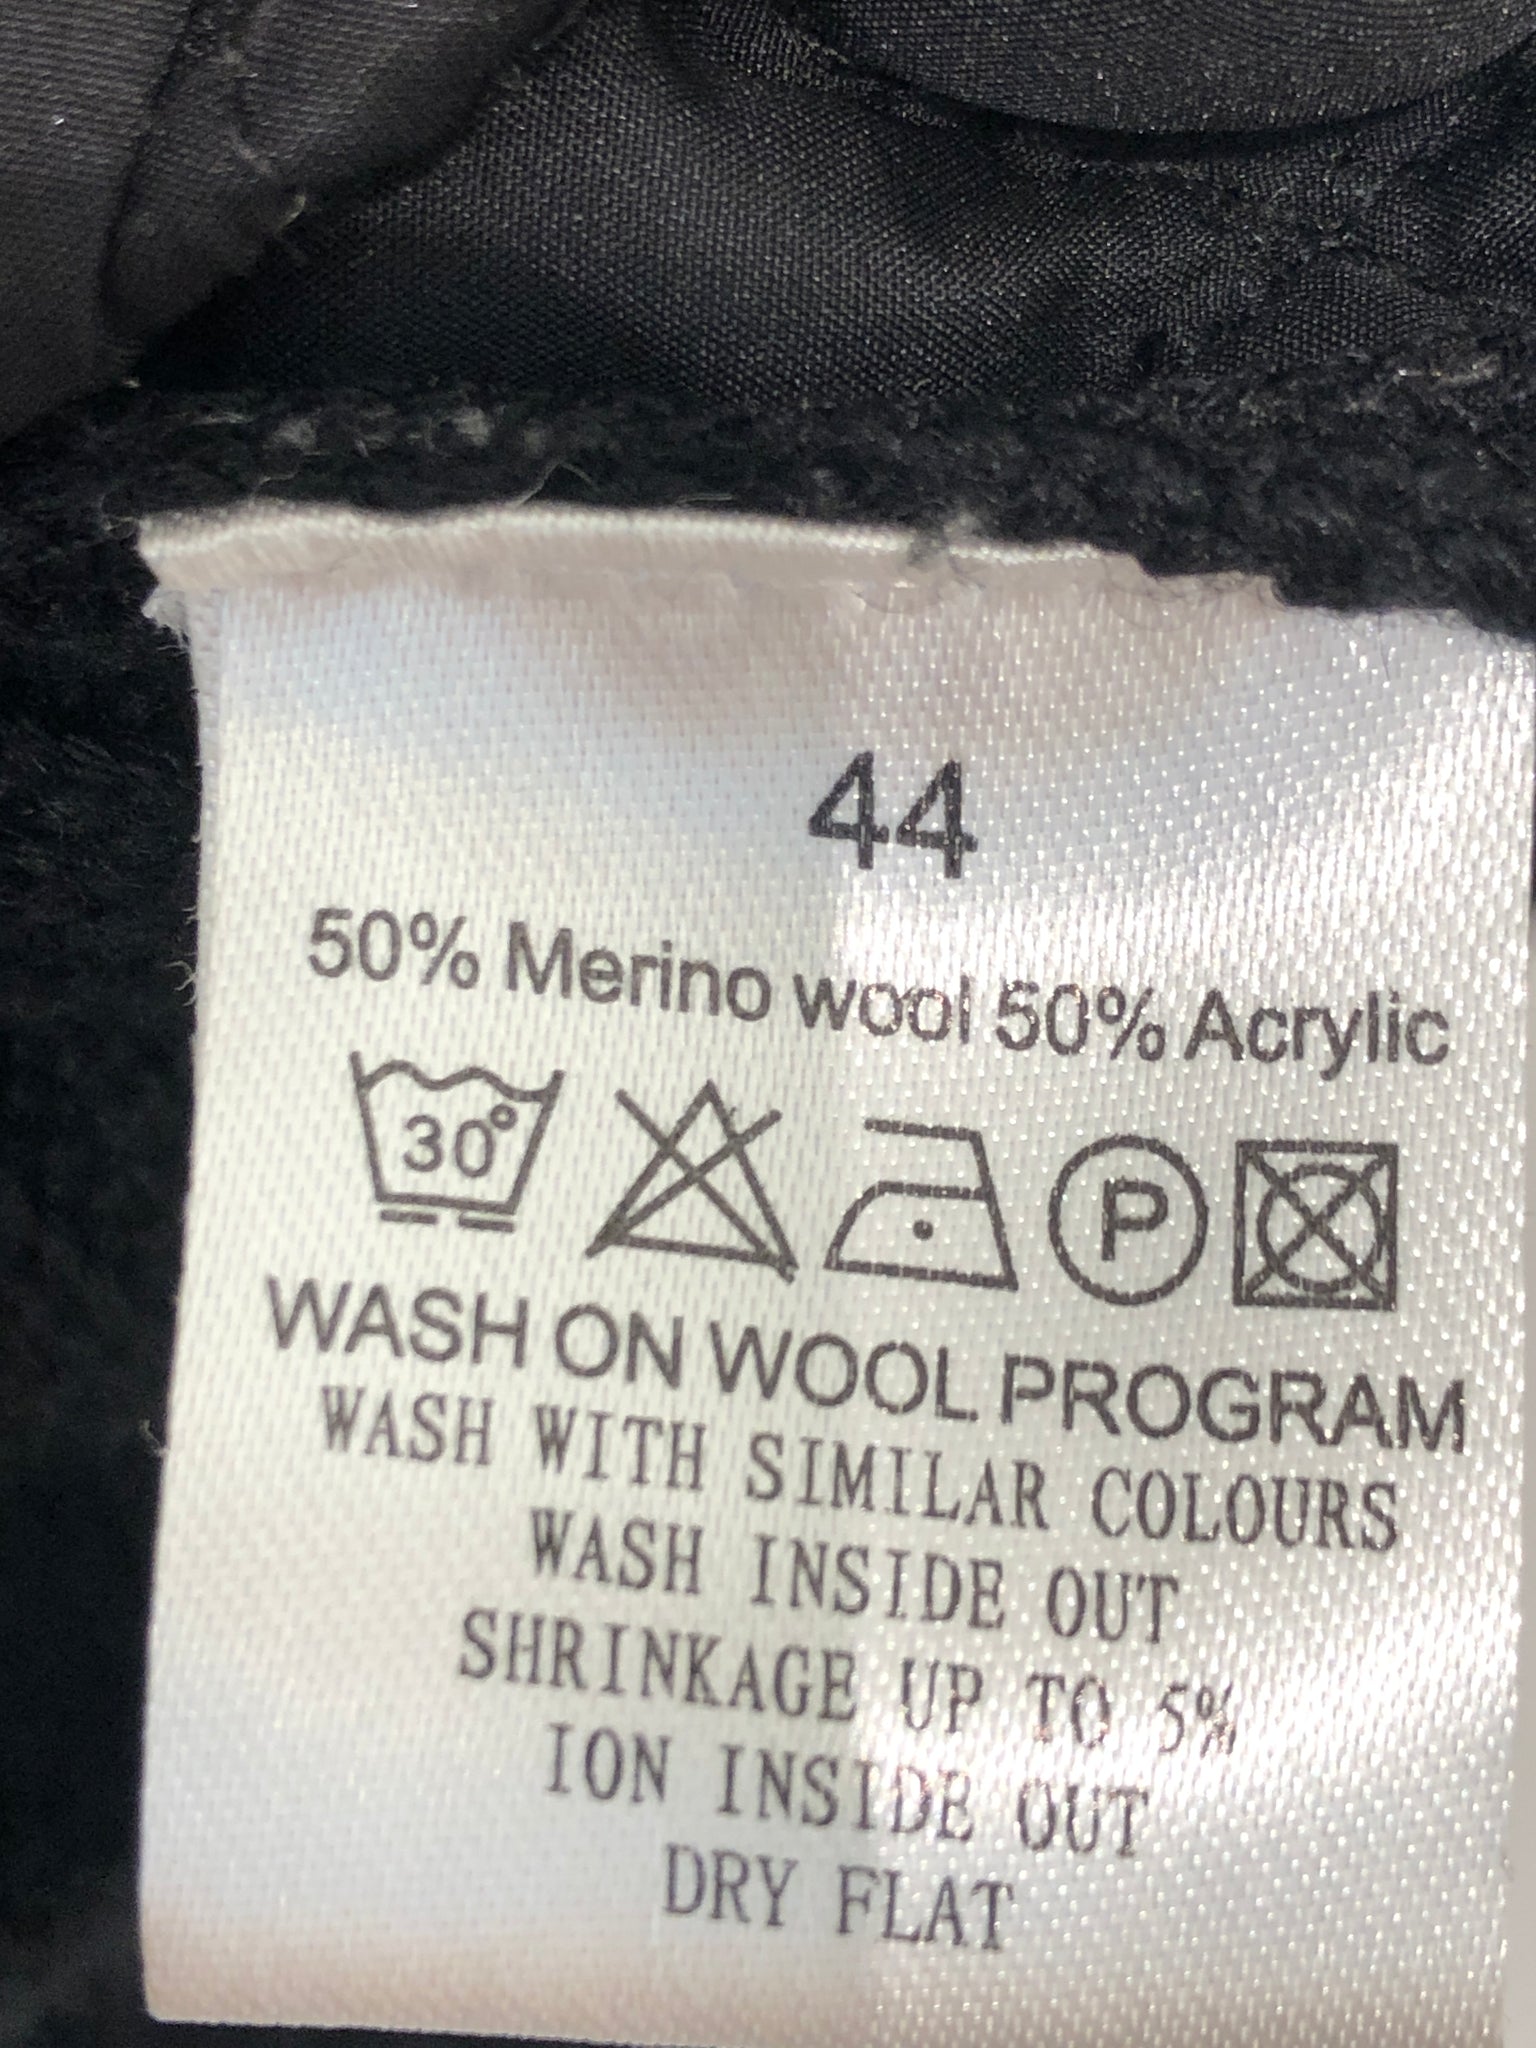 44
50% Merino wool 50% Acrylic
30° P
WASH ON WOOL PROGRAM
WASH WITH SIMILAR COLOURS
WASH INSIDE OUT
SHRINKAGE UP TO 5%
ION INSIDE OUT
DRY FLAT